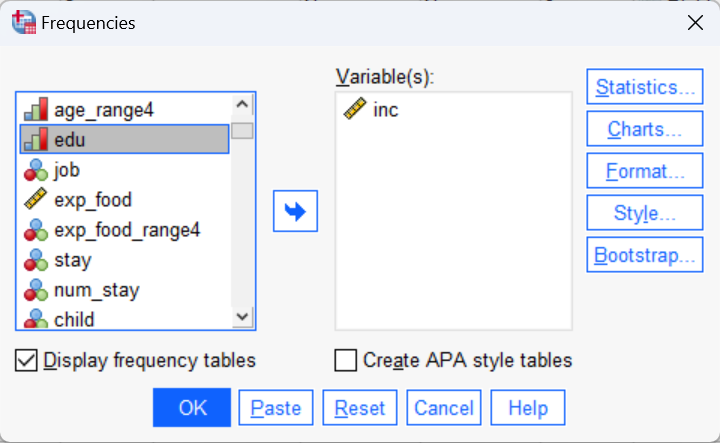 Frequencies
Variable(s):
age_range4
edu
job
exp_food
exp_food_range4
stay
num_stay
child
inc
Statistics...
Charts...
Format...
Style...
Bootstrap...
Display frequency tables
Create APA style tables
OK
Paste
Reset
Cancel
Help